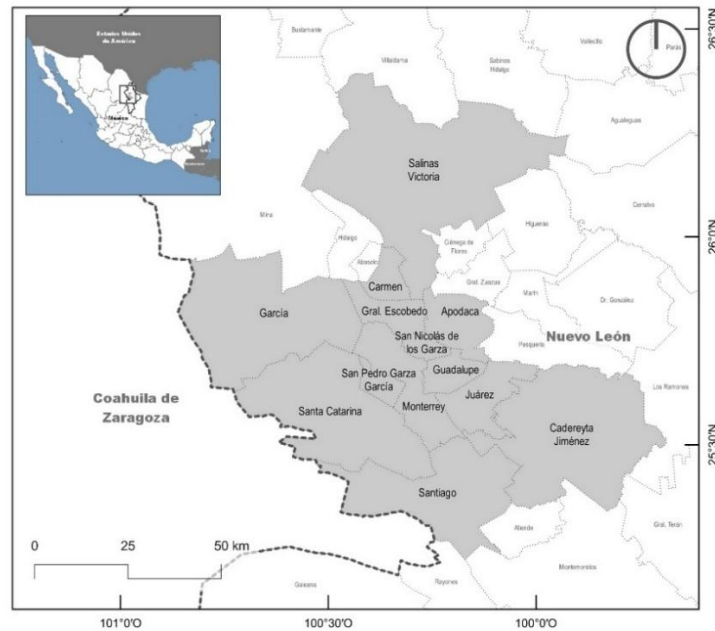 Estados Unidos
de América
México
Bustamante
Villaldama
Sabinas
Hidalgo
Vallecillo
Parás
Agualeguas
Salinas
Victoria
Mina
Hidalgo
Abasolo
Ciénega de
Flores
Higueras
Cerralvo
Gral. Zuazua
Marín
Dr. González
Carmen
García
Gral. Escobedo
Apodaca
San Nicolás de
los Garza
Nuevo León
Pesquería
Los Ramones
San Pedro Garza
García
Guadalupe
Juárez
Coahuila de
Zaragoza
Santa Catarina
Monterrey
Cadereyta
Jiménez
Santiago
Allende
Gral. Terán
Montemorelos
Rayones
Galeana
0 25 50 km
101°0'O 100°30'O 100°0'O
26°30'N
26°0'N
25°30'N